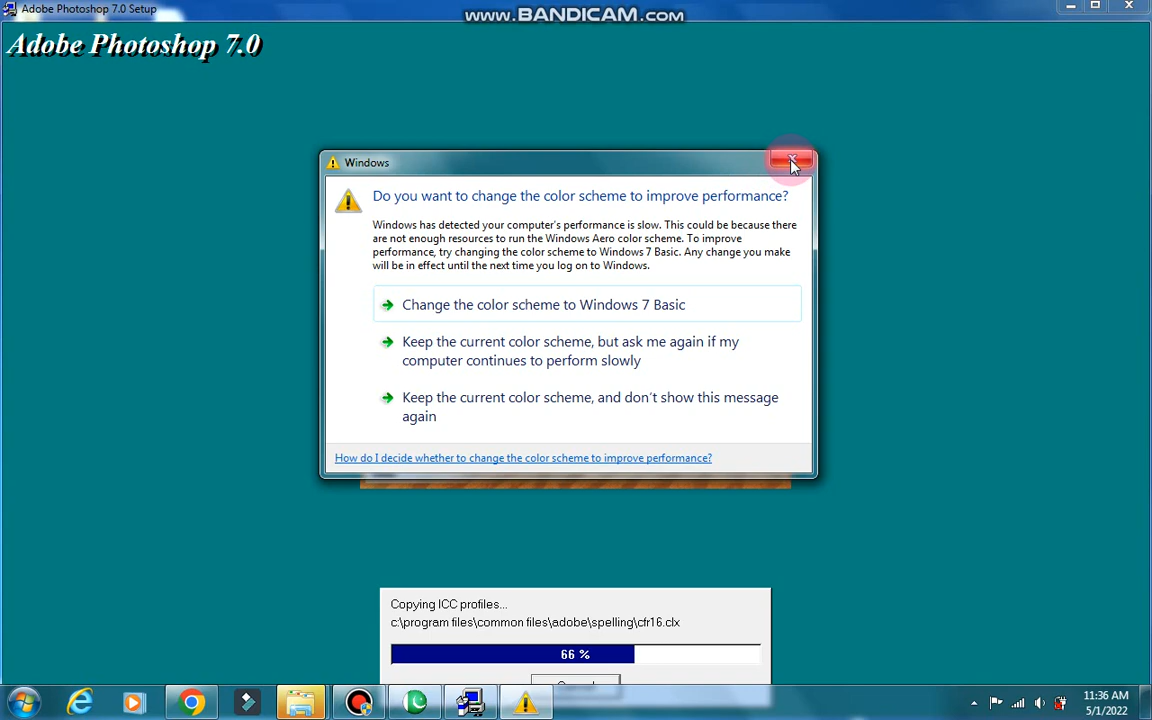 Adobe Photoshop 7.0 Setup
www.BANDICAM.com
Adobe Photoshop 7.0
Windows
Do you want to change the color scheme to improve performance?
Windows has detected your computer's performance is slow. This could be because there
are not enough resources to run the Windows Aero color scheme. To improve
performance, try changing the color scheme to Windows 7 Basic. Any change you make
will be in effect until the next time you log on to Windows.
Change the color scheme to Windows 7 Basic
Keep the current color scheme, but ask me again if my
computer continues to perform slowly
Keep the current color scheme, and don't show this message
again
How do I decide whether to change the color scheme to improve performance?
Copying ICC profiles...
c:\program files\common files\adobe\spelling\cfr16.clx
66 %
11:36 AM
5/1/2022